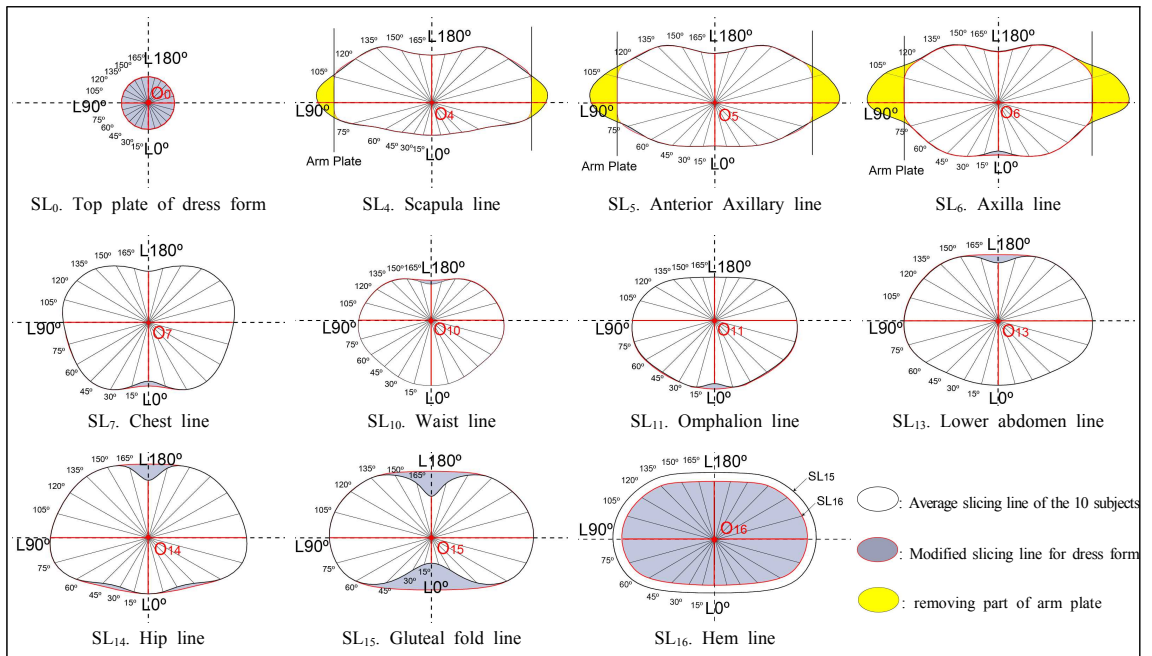 L180º
165º
150º
135º
120º
105º
L90º
75º
60º
45º
30º
15º
L0º
O0
SL0. Top plate of dress form
L180º
165º
150º
135º
120º
105º
L90º
75º
60º
45º
30º
15º
L0º
O4
Arm Plate
SL4. Scapula line
L180º
165º
150º
135º
120º
105º
L90º
75º
60º
45º
30º
15º
L0º
O5
Arm Plate
SL5. Anterior Axillary line
L180º
165º
150º
135º
120º
105º
L90º
75º
60º
45º
30º
15º
L0º
O6
Arm Plate
SL6. Axilla line
L180º
165º
150º
135º
120º
105º
L90º
75º
60º
45º
30º
15º
L0º
O7
SL7. Chest line
L180º
165º
150º
135º
120º
105º
L90º
75º
60º
45º
30º
15º
L0º
O10
SL10. Waist line
L180º
165º
150º
135º
120º
105º
L90º
75º
60º
45º
30º
15º
L0º
O11
SL11. Omphalion line
L180º
165º
150º
135º
120º
105º
L90º
75º
60º
45º
30º
15º
L0º
O13
SL13. Lower abdomen line
L180º
165º
150º
135º
120º
105º
L90º
75º
60º
45º
30º
15º
L0º
O14
SL14. Hip line
L180º
165º
150º
135º
120º
105º
L90º
75º
60º
45º
30º
15º
L0º
O15
SL15. Gluteal fold line
L180º
165º
150º
135º
120º
105º
L90º
75º
60º
45º
30º
15º
L0º
O16
SL15
SL16
SL16. Hem line
: Average slicing line of the 10 subjects
: Modified slicing line for dress form
: removing part of arm plate